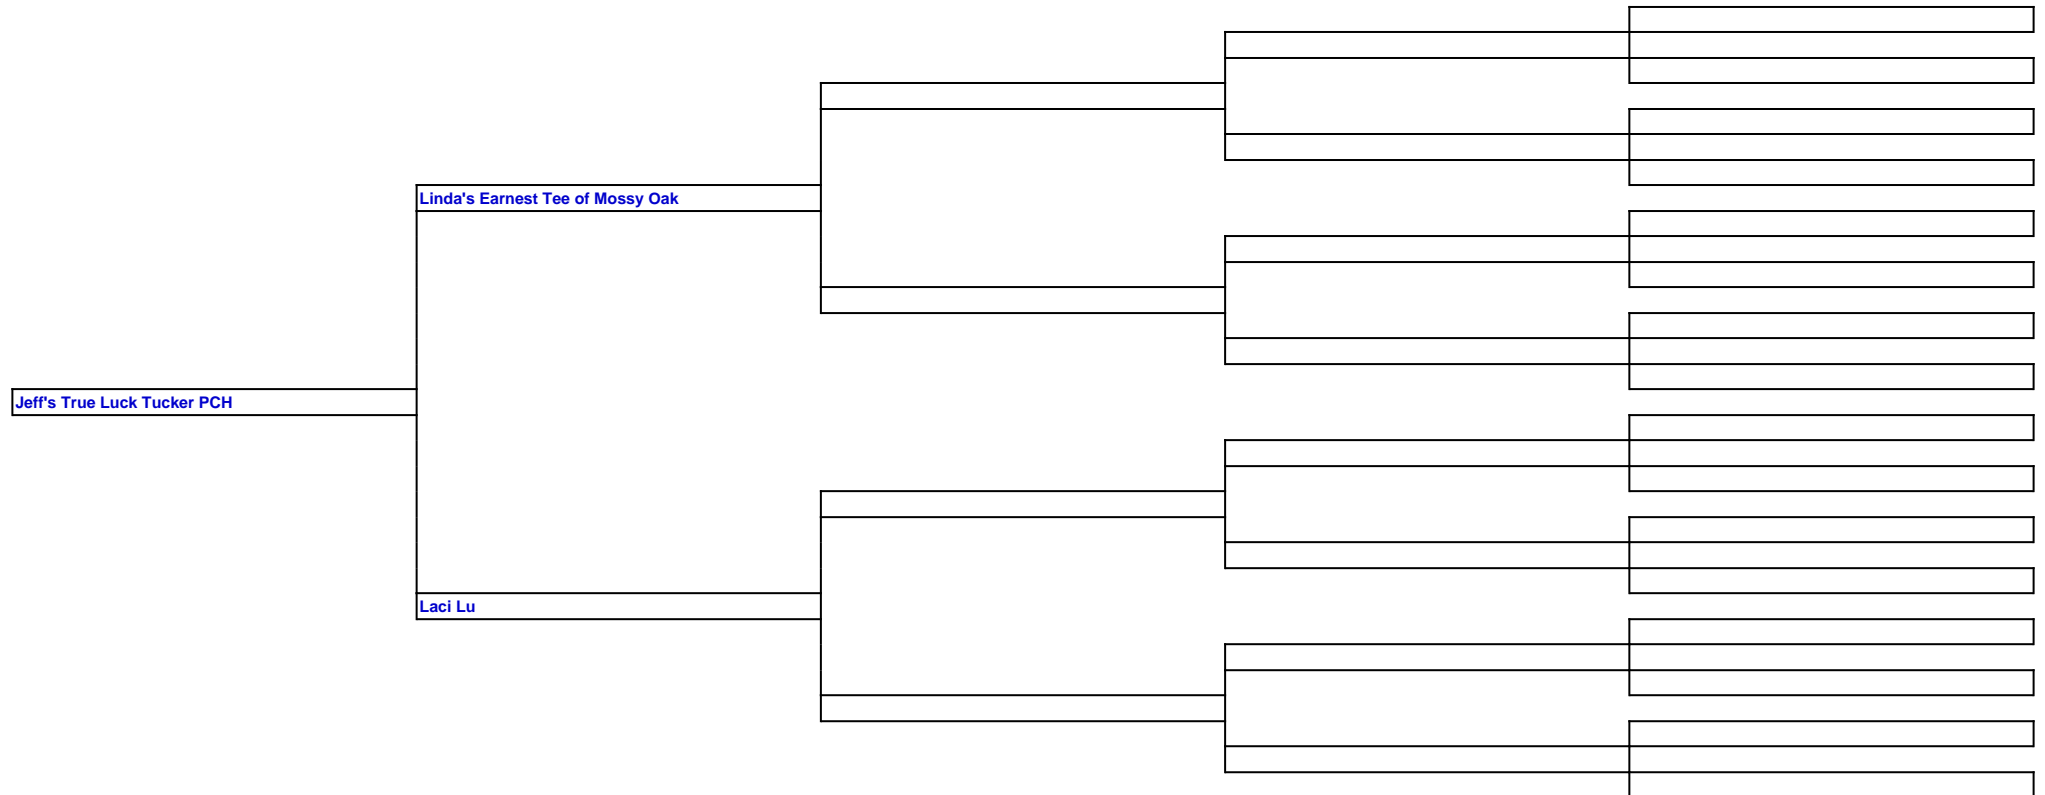 Linda's Earnest Tee of Mossy Oak
Jeff's True Luck Tucker PCH
Laci Lu